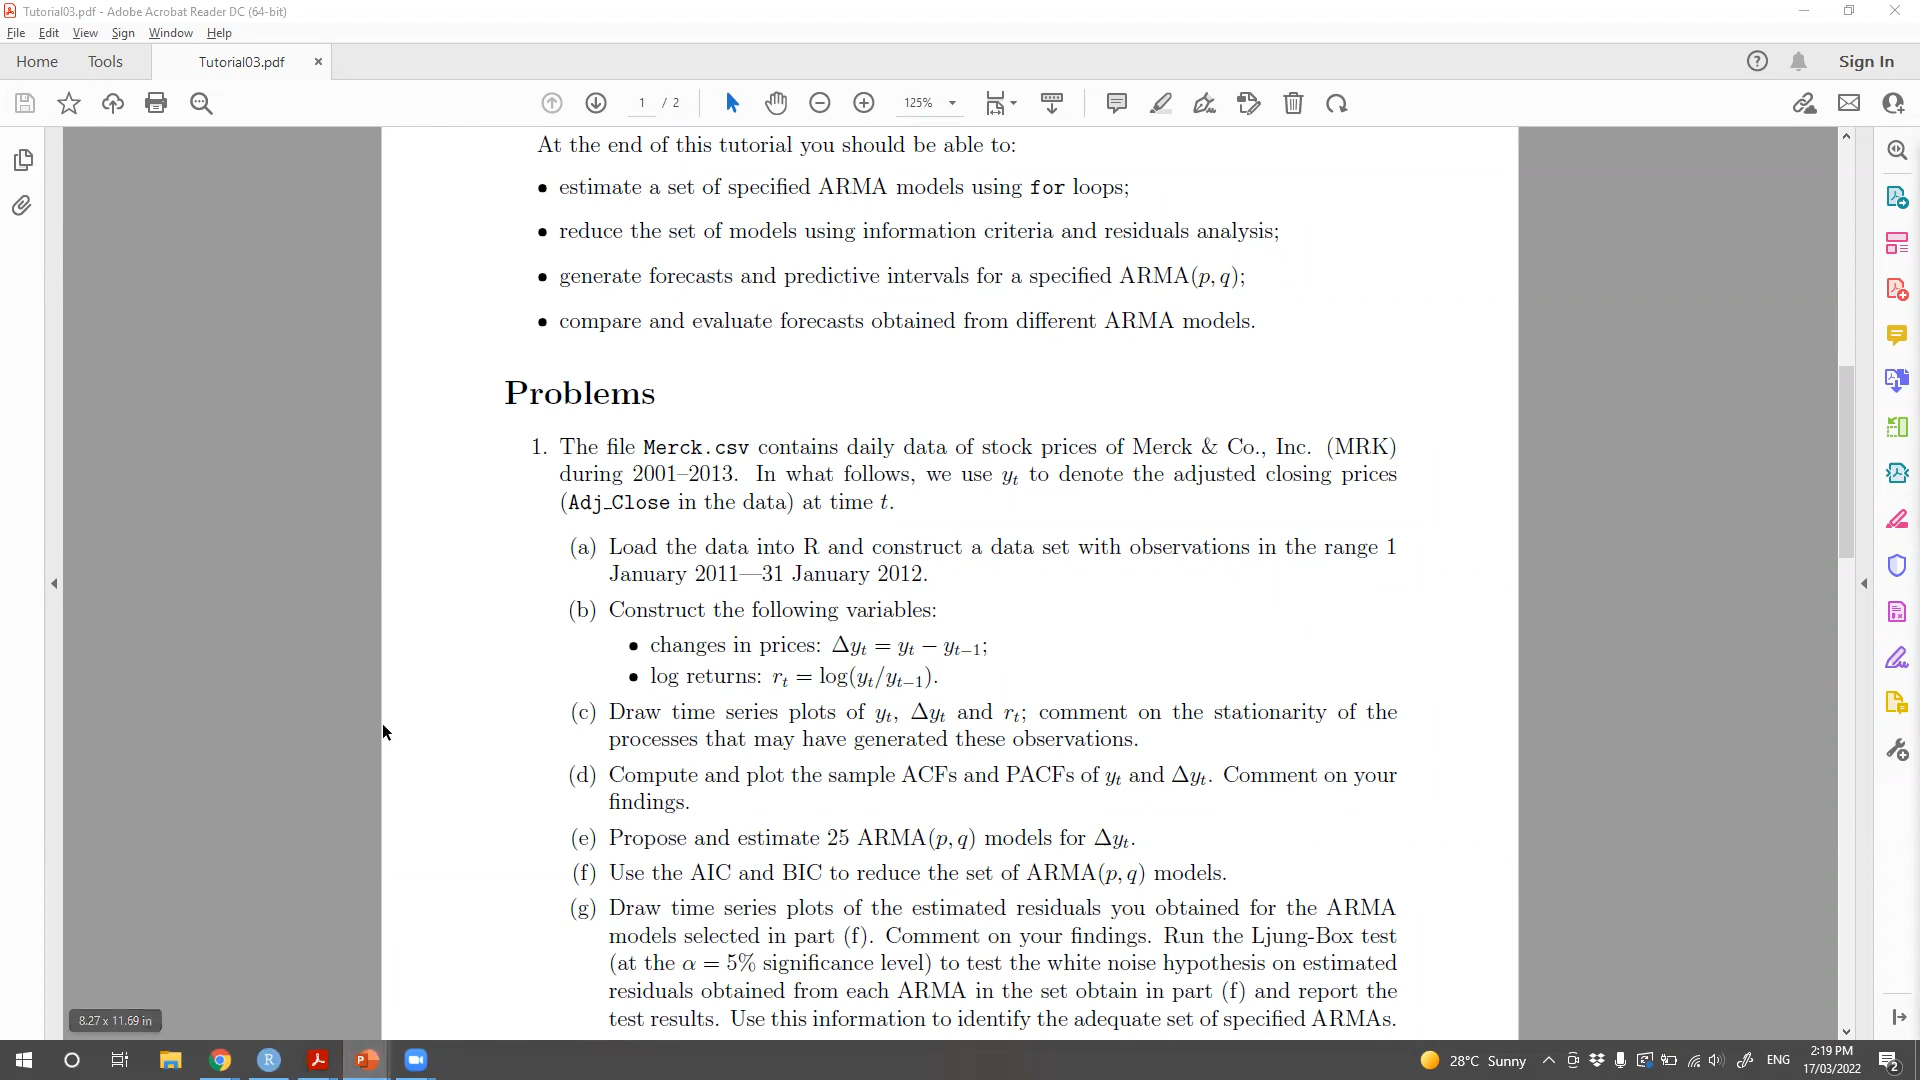 Tutorial03.pdf - Adobe Acrobat Reader DC (64-bit)
File Edit View Sign Window Help
Home Tools Tutorial03.pdf × Sign In
1 / 2 125%
At the end of this tutorial you should be able to:
• estimate a set of specified ARMA models using for loops;
• reduce the set of models using information criteria and residuals analysis;
• generate forecasts and predictive intervals for a specified ARMA(p, q);
• compare and evaluate forecasts obtained from different ARMA models.
Problems
1. The file Merck.csv contains daily data of stock prices of Merck & Co., Inc. (MRK)
during 2001–2013. In what follows, we use yₜ to denote the adjusted closing prices
(Adj_Close in the data) at time t.
(a) Load the data into R and construct a data set with observations in the range 1
January 2011—31 January 2012.
(b) Construct the following variables:
• changes in prices: Δyₜ = yₜ − yₜ₋₁;
• log returns: rₜ = log(yₜ/yₜ₋₁).
(c) Draw time series plots of yₜ, Δyₜ and rₜ; comment on the stationarity of the
processes that may have generated these observations.
(d) Compute and plot the sample ACFs and PACFs of yₜ and Δyₜ. Comment on your
findings.
(e) Propose and estimate 25 ARMA(p, q) models for Δyₜ.
(f) Use the AIC and BIC to reduce the set of ARMA(p, q) models.
(g) Draw time series plots of the estimated residuals you obtained for the ARMA
models selected in part (f). Comment on your findings. Run the Ljung-Box test
(at the α = 5% significance level) to test the white noise hypothesis on estimated
residuals obtained from each ARMA in the set obtain in part (f) and report the
test results. Use this information to identify the adequate set of specified ARMAs.
8.27 x 11.69 in
28°C Sunny ENG 2:19 PM
17/03/2022 2